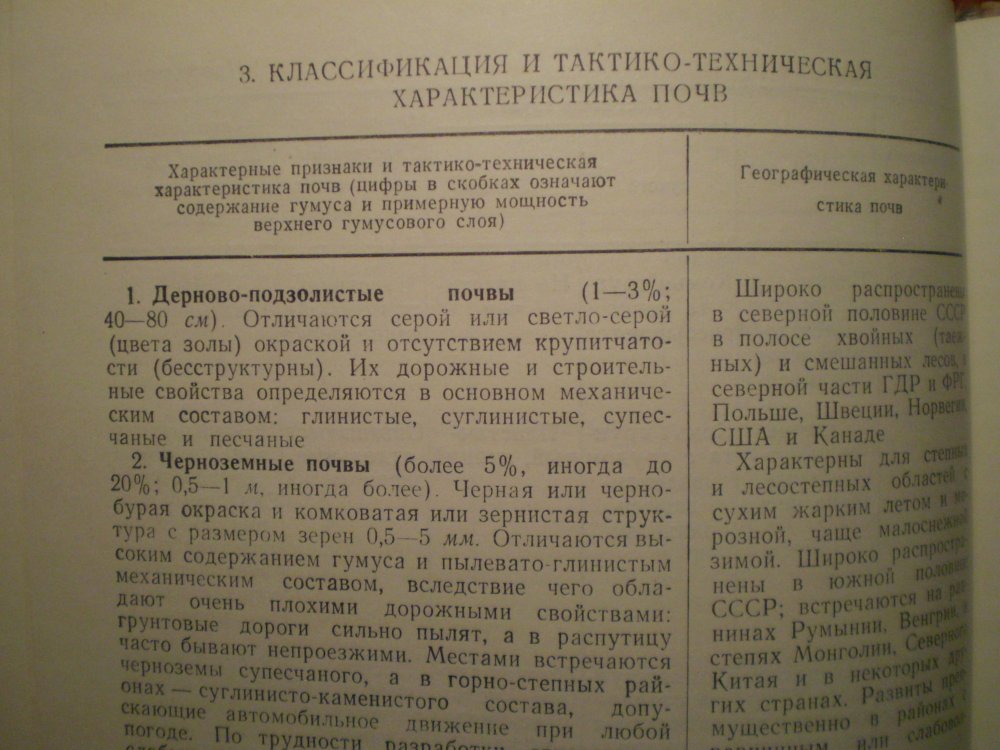 3. КЛАССИФИКАЦИЯ И ТАКТИКО-ТЕХНИЧЕСКАЯ
ХАРАКТЕРИСТИКА ПОЧВ
Характерные признаки и тактико-техническая
характеристика почв (цифры в скобках означают
содержание гумуса и примерную мощность
верхнего гумусового слоя)
Географическая характери-
стика почв
1. Дерново-подзолистые почвы (1—3%;
40—80 см). Отличаются серой или светло-серой
(цвета золы) окраской и отсутствием крупитчато-
сти (бесструктурны). Их дорожные и строитель-
ные свойства определяются в основном механиче-
ским составом: глинистые, суглинистые, супес-
чаные и песчаные
2. Черноземные почвы (более 5%, иногда до
20%; 0,5—1 м, иногда более). Черная или черно-
бурая окраска и комковатая или зернистая струк-
тура с размером зерен 0,5—5 мм. Отличаются вы-
соким содержанием гумуса и пылевато-глинистым
механическим составом, вследствие чего обла-
дают очень плохими дорожными свойствами:
грунтовые дороги сильно пылят, а в распутицу
часто бывают непроезжими. Местами встречаются
черноземы супесчаного, а в горно-степных рай-
онах — суглинисто-каменистого состава, допу-
скающие автомобильное движение при любой
погоде. По трудности разработки
Широко распространены
в северной половине СССР
в полосе хвойных (таеж-
ных) и смешанных лесов, в
северной части ГДР и ФРГ,
Польше, Швеции, Норвегии,
США и Канаде
Характерны для степных
и лесостепных областей с
сухим жарким летом и мо-
розной, чаще малоснежной
зимой. Широко распростра-
нены в южной половине
СССР; встречаются на рав-
нинах Румынии, Венгрии, в
степях Монголии, Северного
Китая и в некоторых дру-
гих странах. Развиты преи-
мущественно в районах с
или слабовол-